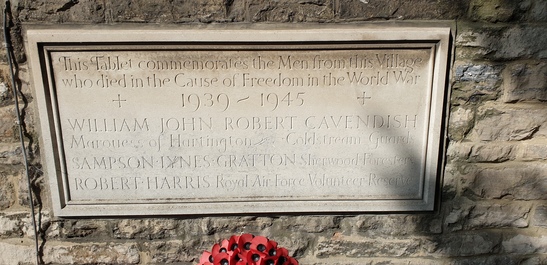 This Tablet commemorates the Men from this Village
who died in the Cause of Freedom in the World War
+ 1939 ~ 1945 +
WILLIAM JOHN ROBERT CAVENDISH
Marquess of Hartington Coldstream Guards
SAMPSON LYNES GRAFTON Sherwood Foresters
ROBERT HARRIS Royal Air Force Volunteer Reserve